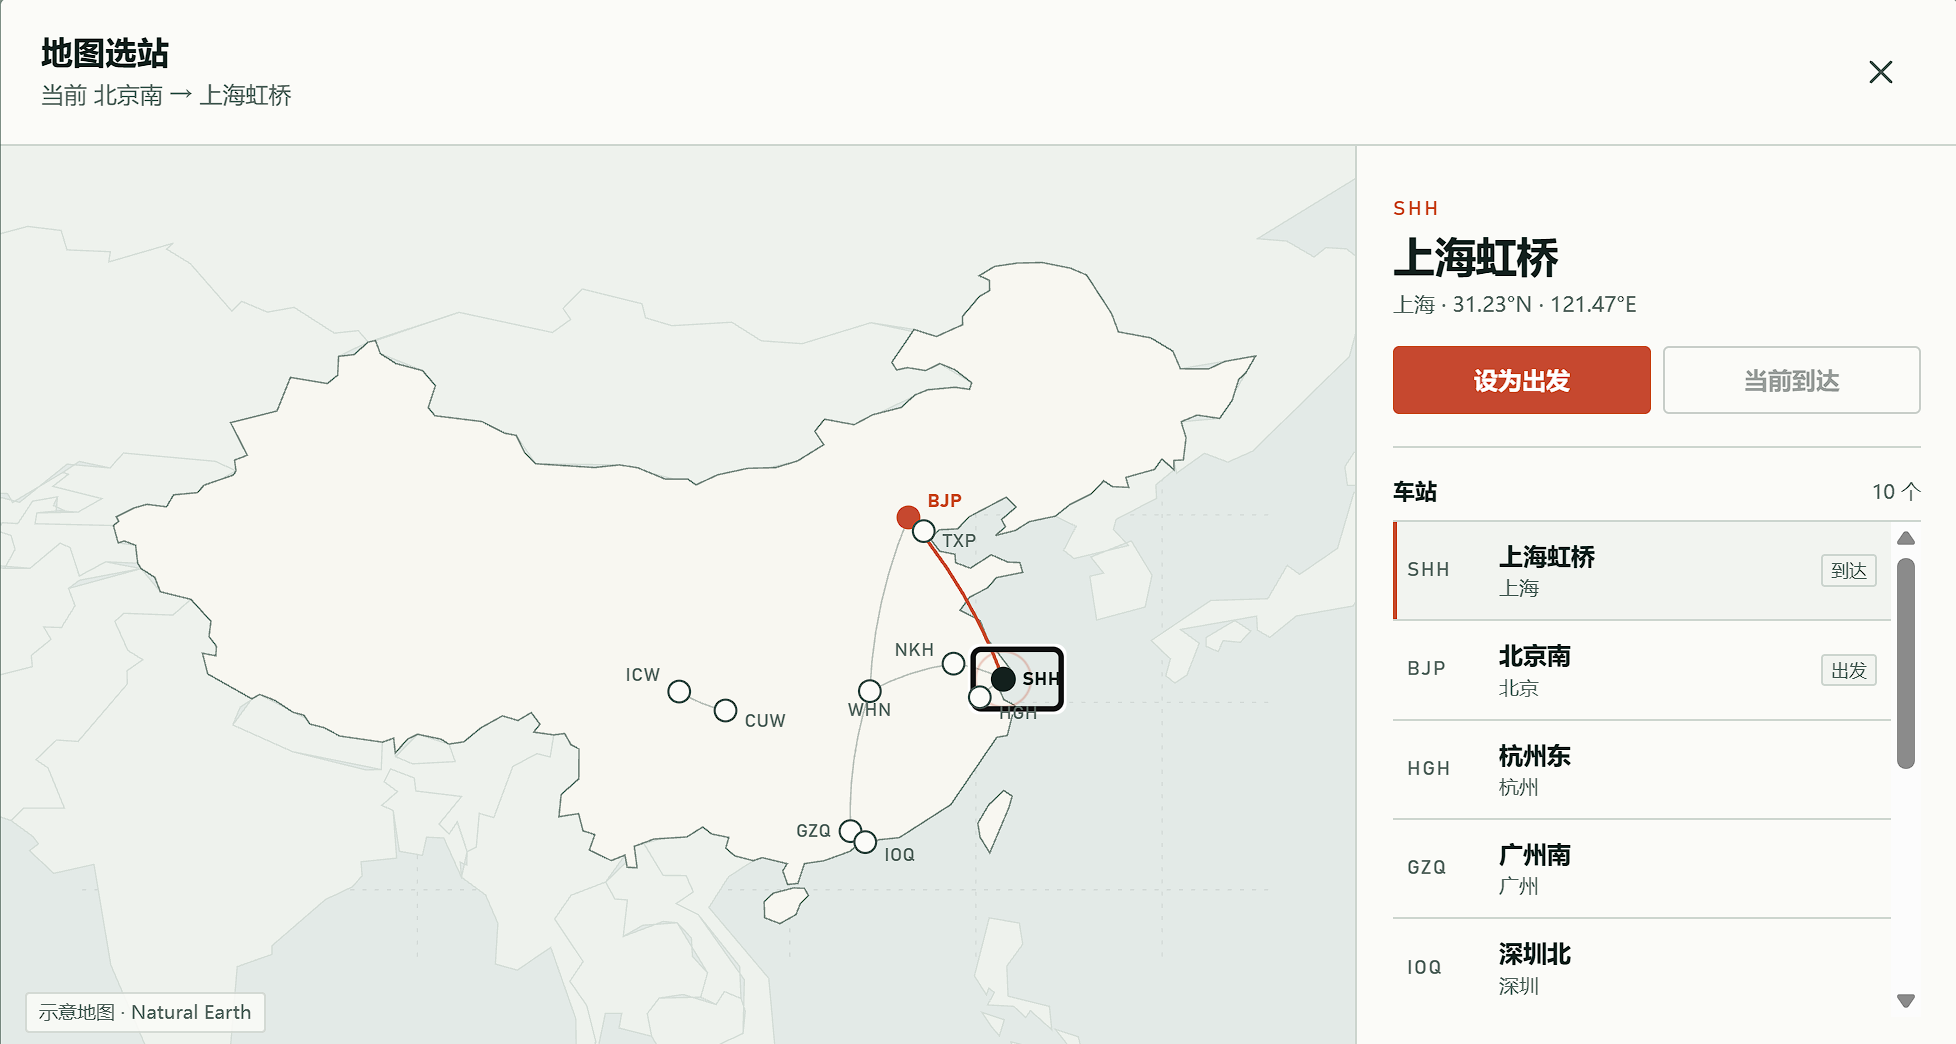 地图选站
当前 北京南 → 上海虹桥
BJP
TXP
NKH
SHH
ICW
WHN
HGH
CUW
GZQ
IOQ
示意地图 · Natural Earth
SHH
上海虹桥
上海 · 31.23°N · 121.47°E
设为出发
当前到达
车站
10 个
SHH
上海虹桥
上海
到达
BJP
北京南
北京
出发
HGH
杭州东
杭州
GZQ
广州南
广州
IOQ
深圳北
深圳